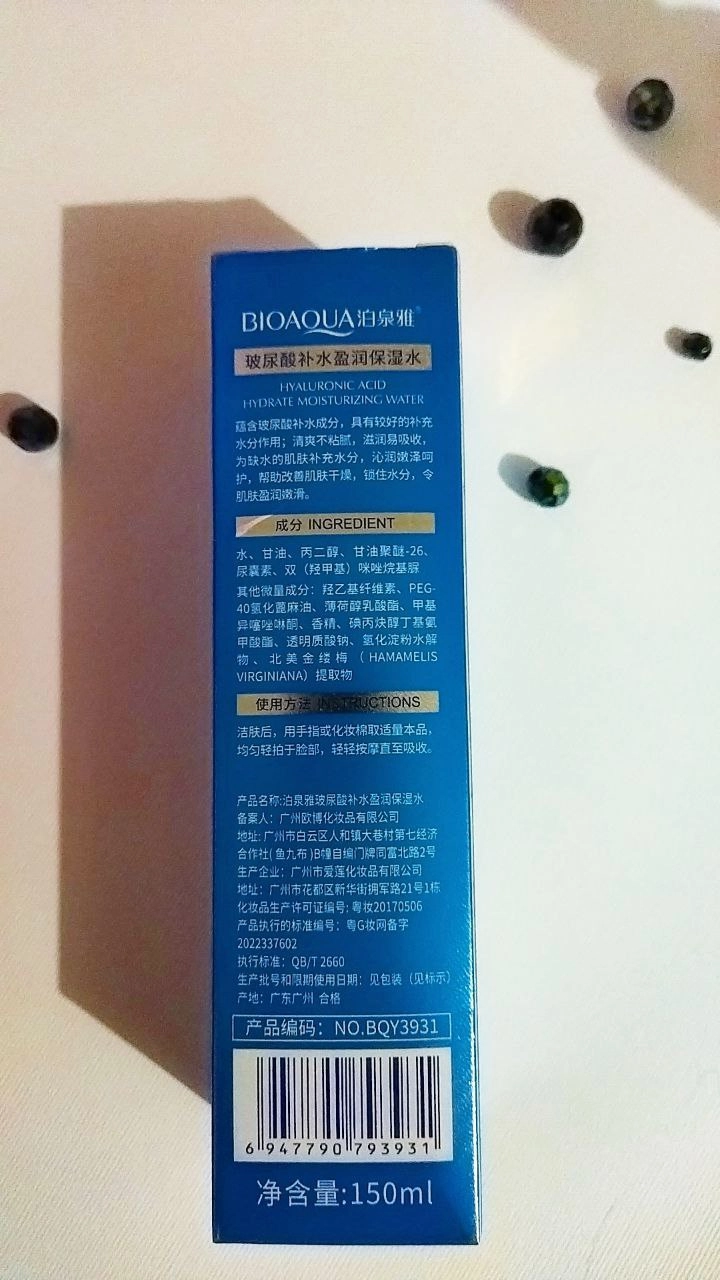 BIOAQUA泊泉雅®
玻尿酸补水盈润保湿水
HYALURONIC ACID
HYDRATE MOISTURIZING WATER
蕴含玻尿酸补水成分，具有较好的补充
水分作用；清爽不粘腻，滋润易吸收，
为缺水的肌肤补充水分，沁润嫩泽呵
护，帮助改善肌肤干燥，锁住水分，令
肌肤盈润嫩滑。
成分 INGREDIENT
水、甘油、丙二醇、甘油聚醚-26、
尿囊素、双（羟甲基）咪唑烷基脲
其他微量成分：羟乙基纤维素、PEG-
40氢化蓖麻油、薄荷醇乳酸酯、甲基
异噻唑啉酮、香精、碘丙炔醇丁基氨
甲酸酯、透明质酸钠、氢化淀粉水解
物、北美金缕梅（HAMAMELIS
VIRGINIANA）提取物
使用方法 INSTRUCTIONS
洁肤后，用手指或化妆棉取适量本品，
均匀轻拍于脸部，轻轻按摩直至吸收。
产品名称:泊泉雅玻尿酸补水盈润保湿水
备案人：广州欧博化妆品有限公司
地址: 广州市白云区人和镇大巷村第七经济
合作社( 鱼九布 )B幢自编门牌同富北路2号
生产企业：广州市爱莲化妆品有限公司
地址：广州市花都区新华街拥军路21号1栋
化妆品生产许可证编号: 粤妆20170506
产品执行的标准编号：粤G妆网备字
2022337602
执行标准：QB/T 2660
生产批号和限期使用日期：见包装（见标示）
产地：广东广州 合格
产品编码：NO.BQY3931
6 947790 793931
净含量:150ml